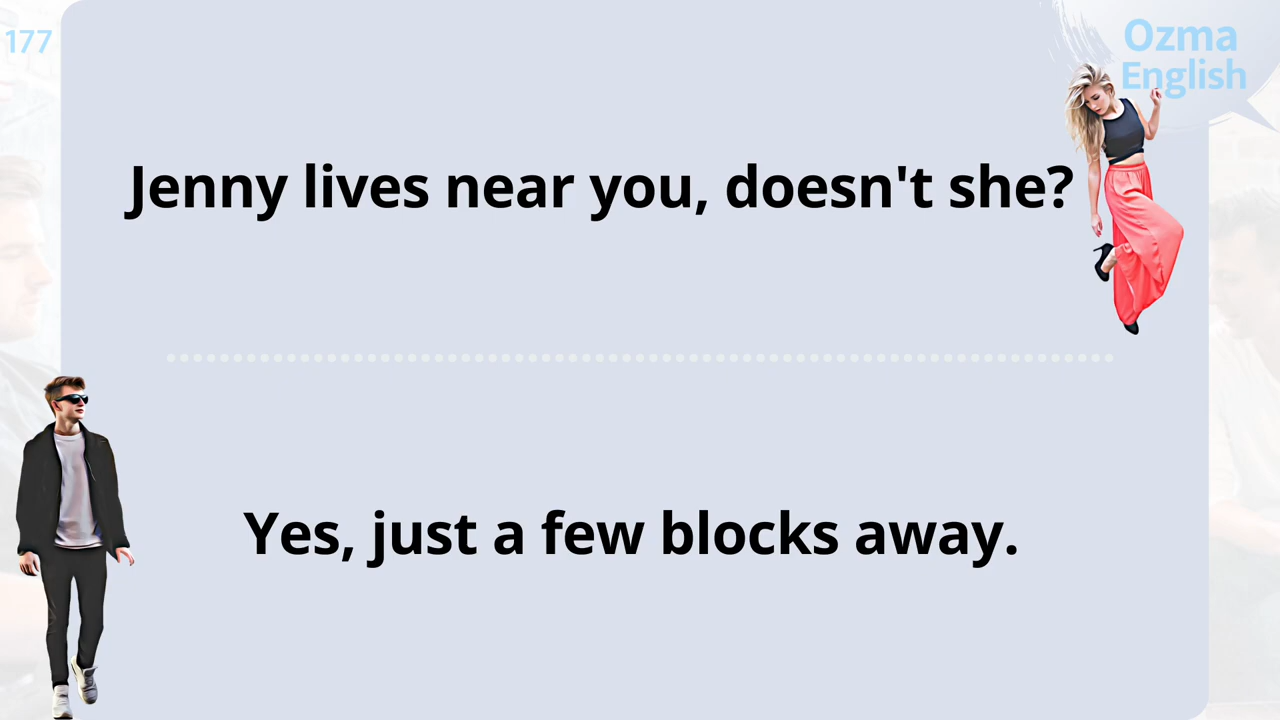 177
Ozma
English
Jenny lives near you, doesn't she?
Yes, just a few blocks away.